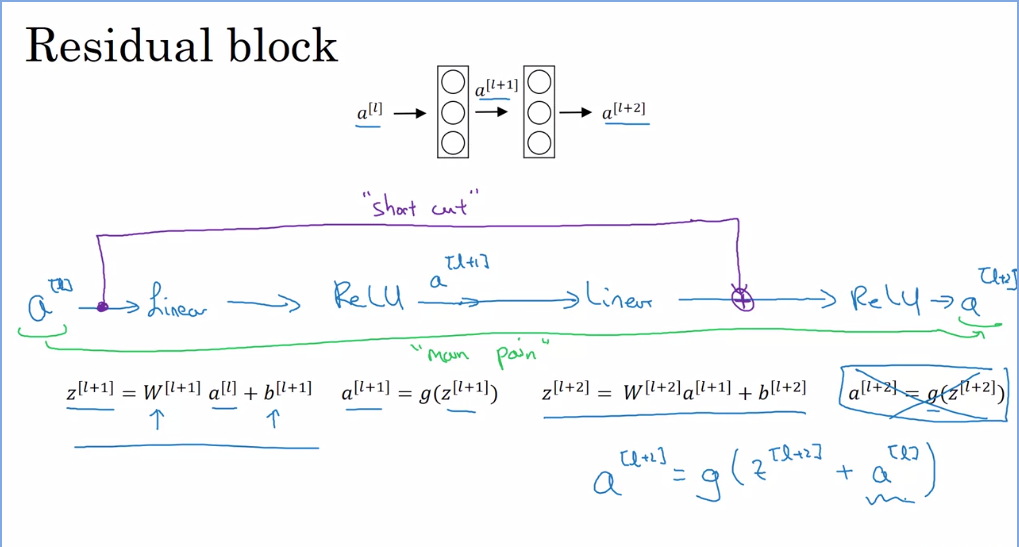 Residual block
a^{[l]} → a^{[l+1]} → a^{[l+2]}
"short cut"
a^{[l]} → Linear → ReLU a^{[l+1]} → Linear → ReLU → a^{[l+2]}
"main pain"
z^{[l+1]} = W^{[l+1]} a^{[l]} + b^{[l+1]} a^{[l+1]} = g(z^{[l+1]}) z^{[l+2]} = W^{[l+2]}a^{[l+1]} + b^{[l+2]} a^{[l+2]} = g(z^{[l+2]})
a^{[l+2]} = g(z^{[l+2]} + a^{[l]})